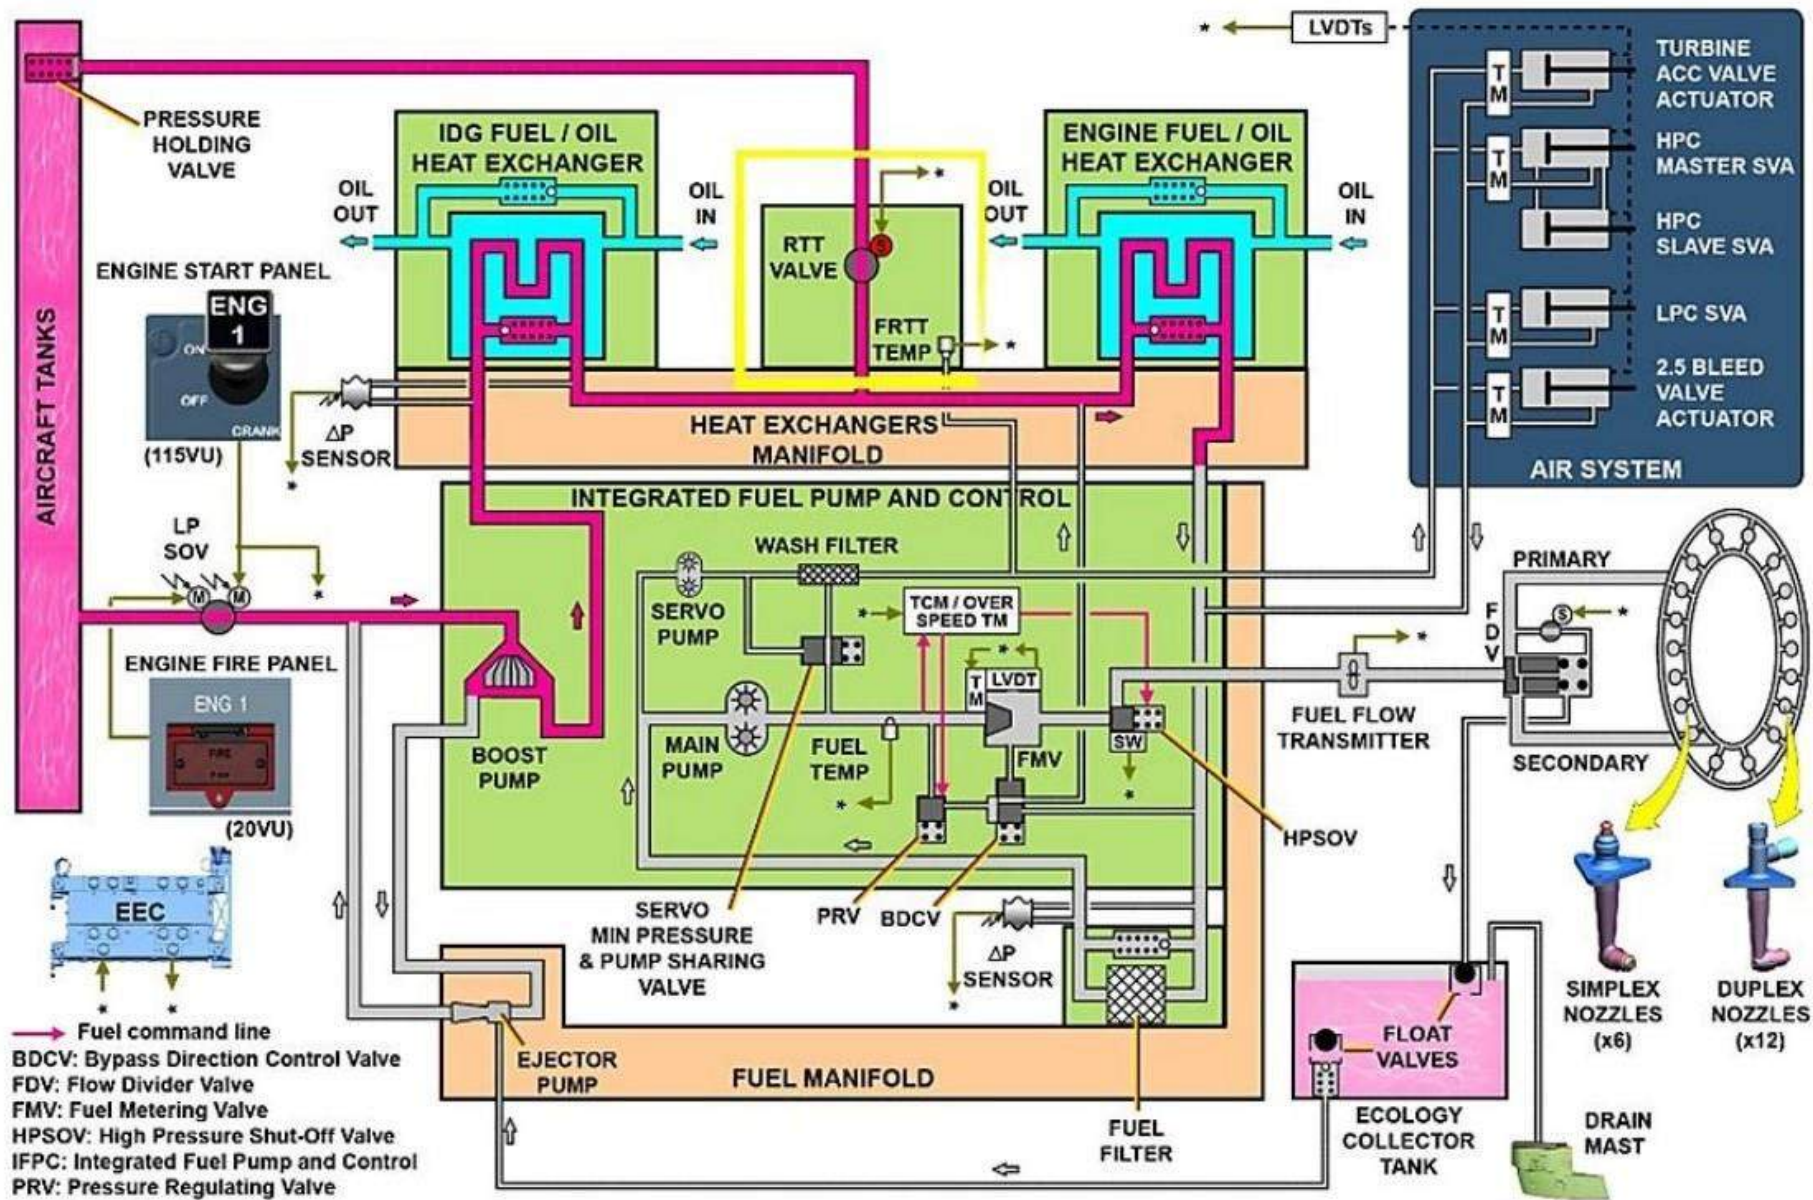 LVDTs
TURBINE
ACC VALVE
ACTUATOR
T
M
HPC
MASTER SVA
T
M
HPC
SLAVE SVA
LPC SVA
T
M
2.5 BLEED
VALVE
ACTUATOR
T
M
AIR SYSTEM
PRESSURE
HOLDING
VALVE
AIRCRAFT TANKS
IDG FUEL / OIL
HEAT EXCHANGER
OIL
OUT
OIL
IN
RTT
VALVE
S
FRTT
TEMP
ENGINE FUEL / OIL
HEAT EXCHANGER
OIL
OUT
OIL
IN
ENGINE START PANEL
ENG
1
ON
OFF
CRANK
(115VU)
ΔP
SENSOR
HEAT EXCHANGERS
MANIFOLD
LP
SOV
M
M
ENGINE FIRE PANEL
ENG 1
FIRE
(20VU)
INTEGRATED FUEL PUMP AND CONTROL
WASH FILTER
SERVO
PUMP
TCM / OVER
SPEED TM
T
M
LVDT
MAIN
PUMP
FUEL
TEMP
FMV
SW
BOOST
PUMP
HPSOV
PRV
BDCV
SERVO
MIN PRESSURE
& PUMP SHARING
VALVE
ΔP
SENSOR
PRIMARY
F
D
V
S
FUEL FLOW
TRANSMITTER
SECONDARY
SIMPLEX
NOZZLES
(x6)
DUPLEX
NOZZLES
(x12)
FLOAT
VALVES
ECOLOGY
COLLECTOR
TANK
DRAIN
MAST
EJECTOR
PUMP
FUEL MANIFOLD
FUEL
FILTER
EEC
Fuel command line
BDCV: Bypass Direction Control Valve
FDV: Flow Divider Valve
FMV: Fuel Metering Valve
HPSOV: High Pressure Shut-Off Valve
IFPC: Integrated Fuel Pump and Control
PRV: Pressure Regulating Valve